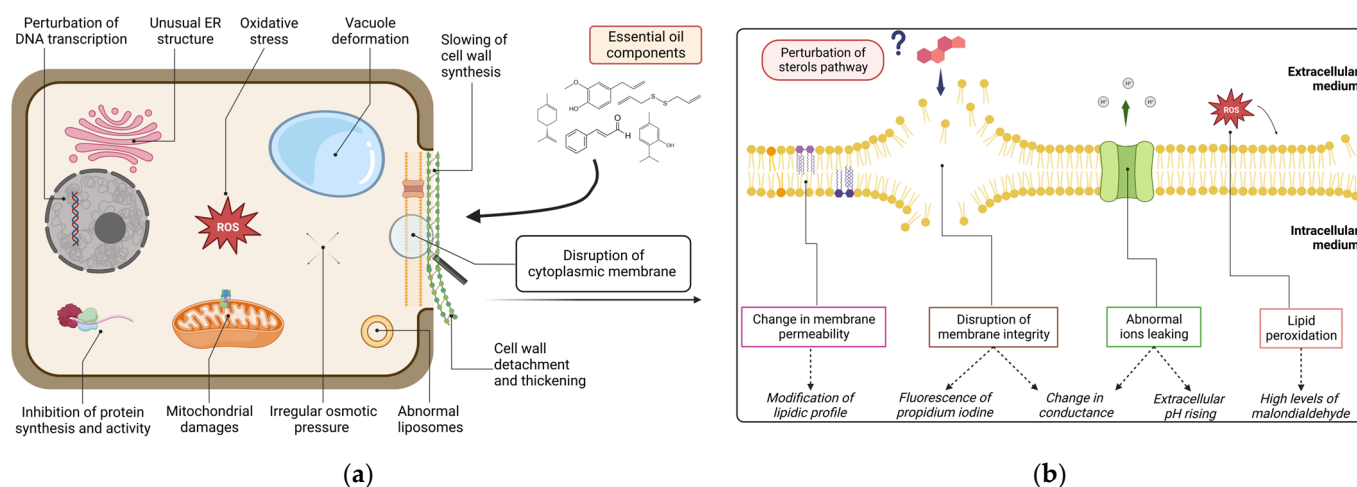 Perturbation of
DNA transcription
Unusual ER
structure
Oxidative
stress
Vacuole
deformation
Slowing of
cell wall
synthesis
Essential oil
components
O
HO
S
S
O
H
OH
ROS
Disruption of
cytoplasmic membrane
Cell wall
detachment
and thickening
Inhibition of protein
synthesis and activity
Mitochondrial
damages
Irregular osmotic
pressure
Abnormal
liposomes
(a)
Perturbation of
sterols pathway
?
H⁺
H⁺
H⁺
ROS
Extracellular
medium
Intracellular
medium
Change in membrane
permeability
Disruption of
membrane integrity
Abnormal
ions leaking
Lipid
peroxidation
Modification of
lipidic profile
Fluorescence of
propidium iodine
Change in
conductance
Extracellular
pH rising
High levels of
malondialdehyde
(b)